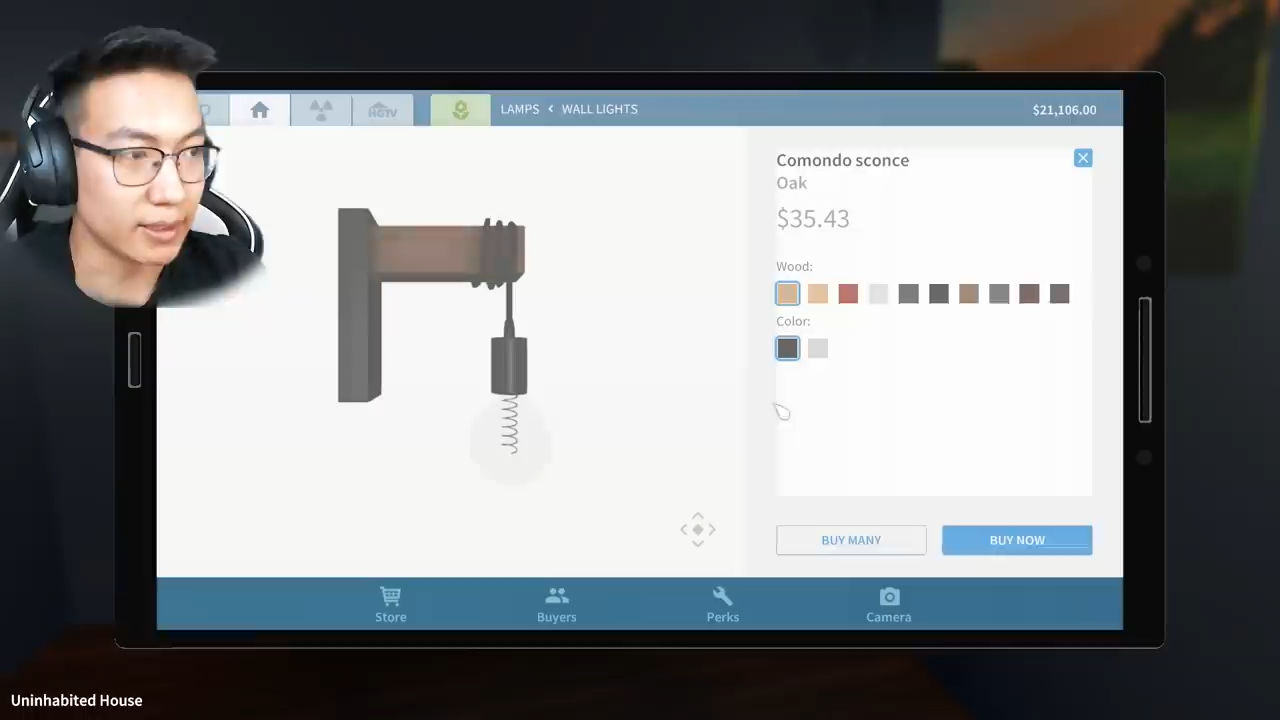 HGTV
LAMPS < WALL LIGHTS
$21,106.00
Comondo sconce
Oak
$35.43
Wood:
Color:
BUY MANY
BUY NOW
Store
Buyers
Perks
Camera
Uninhabited House